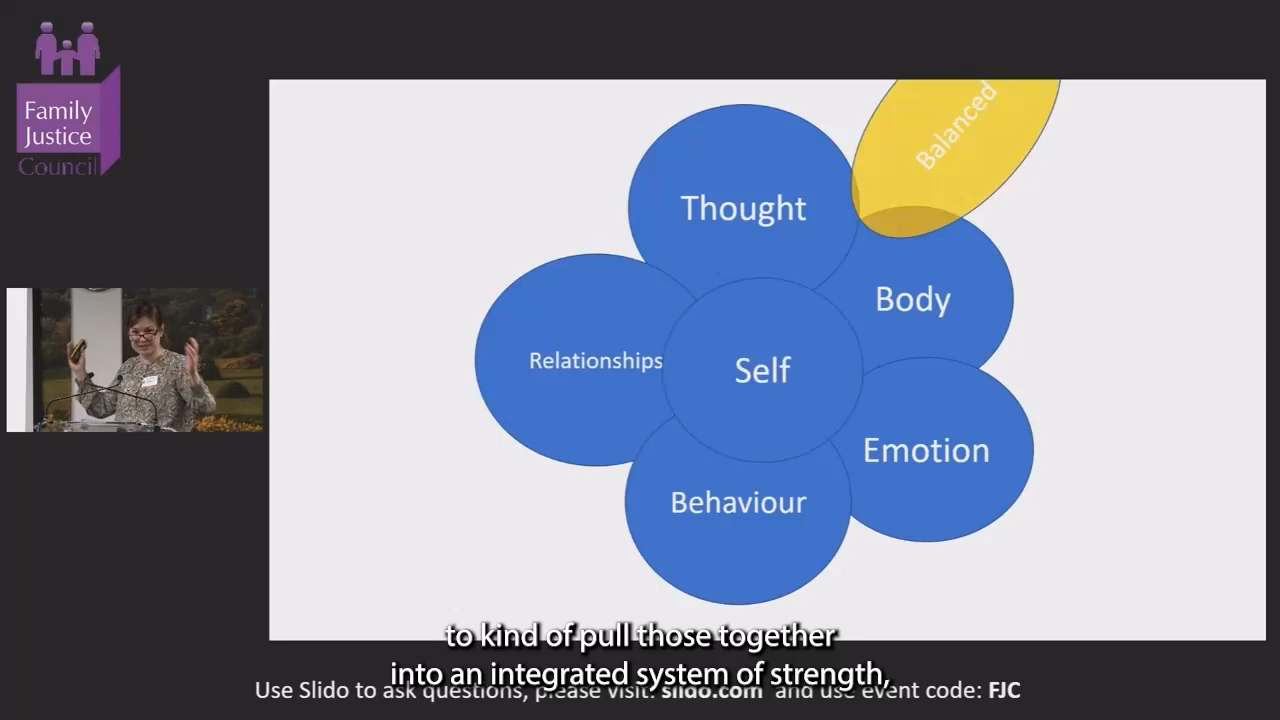 Family
Justice
Council
Balanced
Thought
Body
Relationships
Self
Emotion
Behaviour
to kind of pull those together
into an integrated system of strength,
Use Slido to ask questions, please visit: slido.com and use event code: FJC